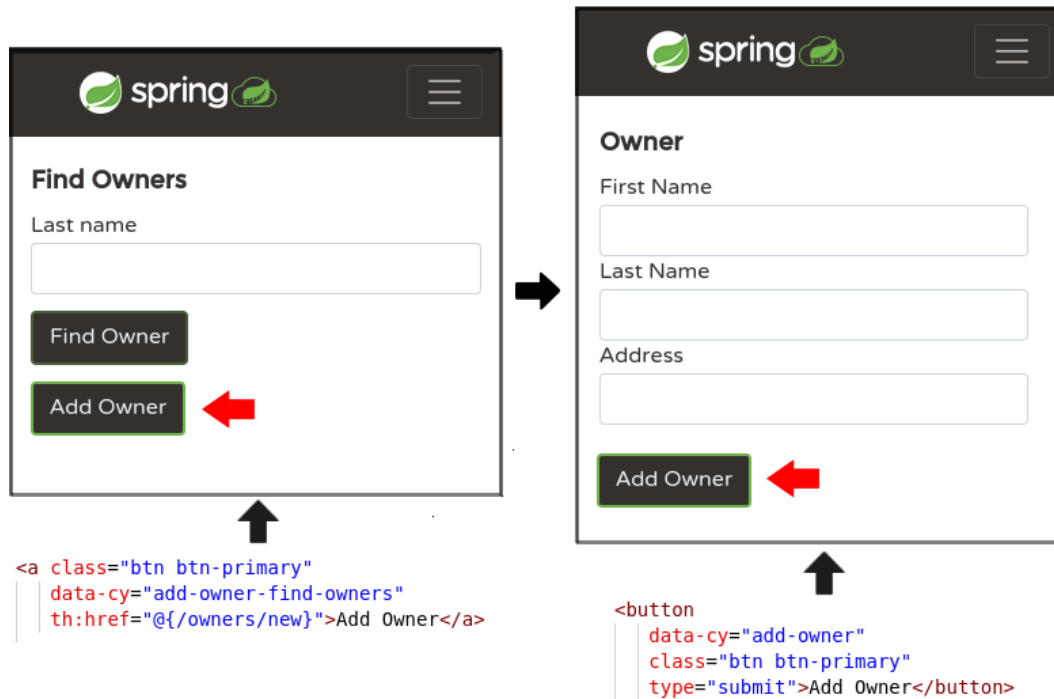 spring
Find Owners
Last name
Find Owner
Add Owner
<a class="btn btn-primary"
data-cy="add-owner-find-owners"
th:href="@{/owners/new}">Add Owner</a>
spring
Owner
First Name
Last Name
Address
Add Owner
<button
data-cy="add-owner"
class="btn btn-primary"
type="submit">Add Owner</button>